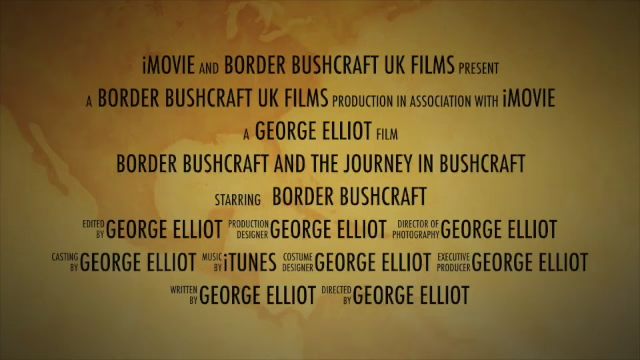 iMOVIE AND BORDER BUSHCRAFT UK FILMS PRESENT
A BORDER BUSHCRAFT UK FILMS PRODUCTION IN ASSOCIATION WITH iMOVIE
A GEORGE ELLIOT FILM
BORDER BUSHCRAFT AND THE JOURNEY IN BUSHCRAFT
STARRING BORDER BUSHCRAFT
EDITED BY GEORGE ELLIOT PRODUCTION DESIGNER GEORGE ELLIOT DIRECTOR OF PHOTOGRAPHY GEORGE ELLIOT
CASTING BY GEORGE ELLIOT MUSIC BY iTUNES COSTUME DESIGNER GEORGE ELLIOT EXECUTIVE PRODUCER GEORGE ELLIOT
WRITTEN BY GEORGE ELLIOT DIRECTED BY GEORGE ELLIOT